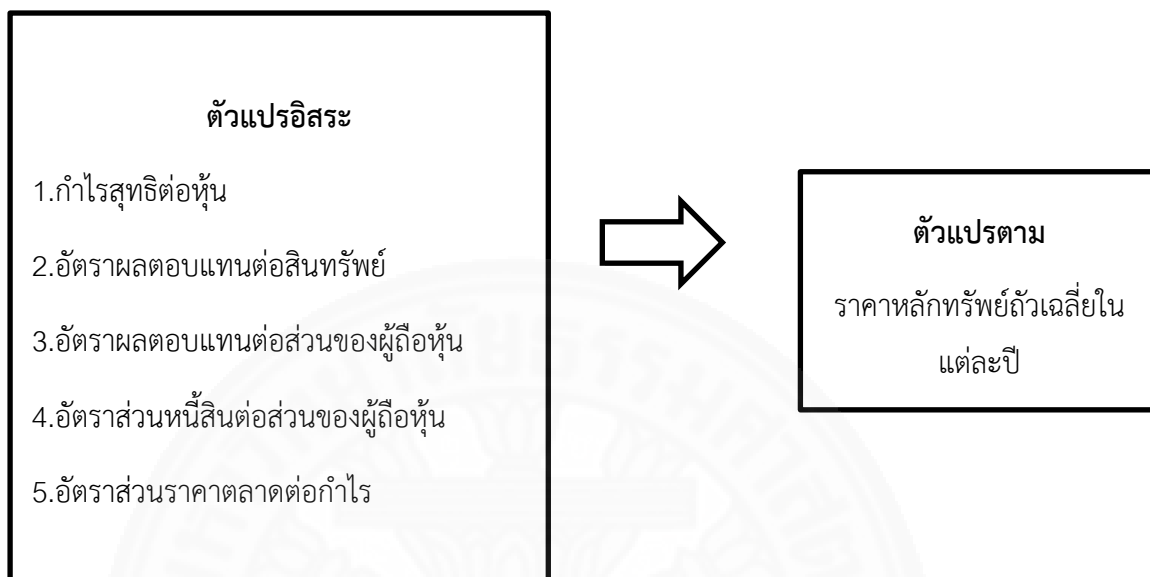 ตัวแปรอิสระ
1.กำไรสุทธิต่อหุ้น
2.อัตราผลตอบแทนต่อสินทรัพย์
3.อัตราผลตอบแทนต่อส่วนของผู้ถือหุ้น
4.อัตราส่วนหนี้สินต่อส่วนของผู้ถือหุ้น
5.อัตราส่วนราคาตลาดต่อกำไร
ตัวแปรตาม
ราคาหลักทรัพย์ถัวเฉลี่ยใน
แต่ละปี